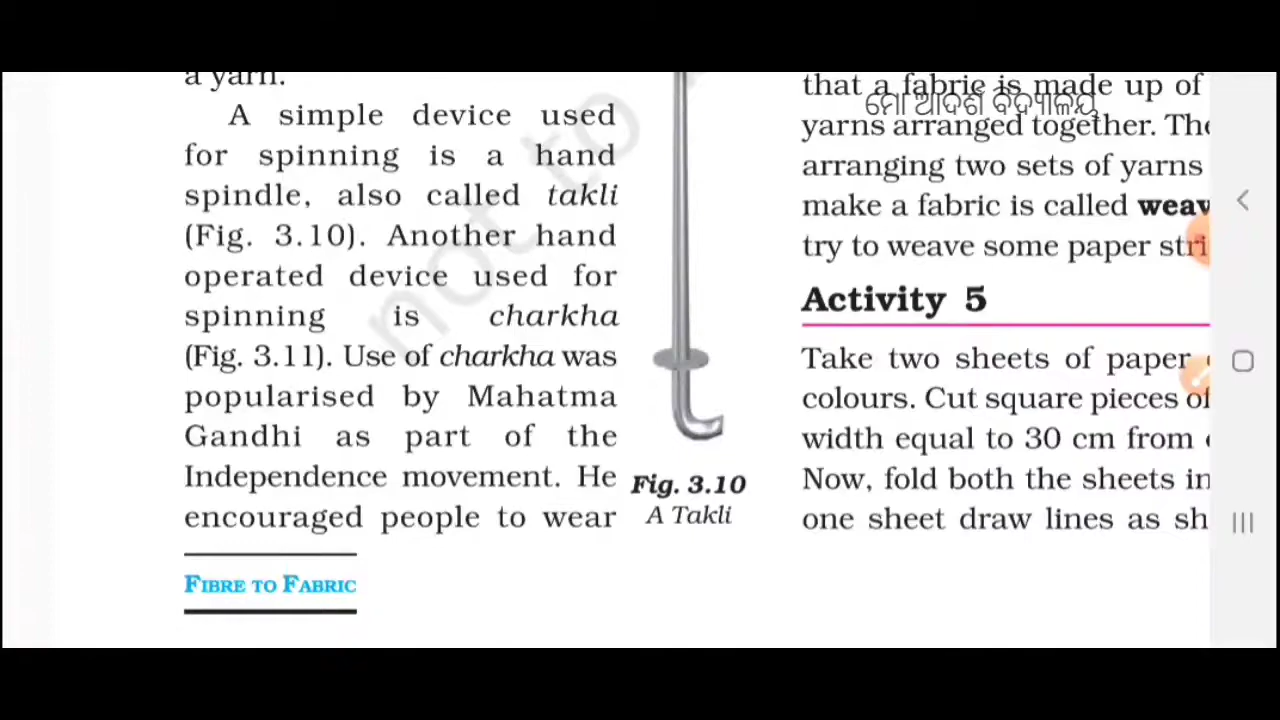 a yarn.
A simple device used
for spinning is a hand
spindle, also called takli
(Fig. 3.10). Another hand
operated device used for
spinning is charkha
(Fig. 3.11). Use of charkha was
popularised by Mahatma
Gandhi as part of the
Independence movement. He
encouraged people to wear
FIBRE TO FABRIC
not to
Fig. 3.10
A Takli
that a fabric is made up of
ମୋ ଆଦର୍ଶ ବିଦ୍ୟାଳୟ
yarns arranged together. The
arranging two sets of yarns
make a fabric is called weav
try to weave some paper stri
Activity 5
Take two sheets of paper
colours. Cut square pieces of
width equal to 30 cm from
Now, fold both the sheets in
one sheet draw lines as sh